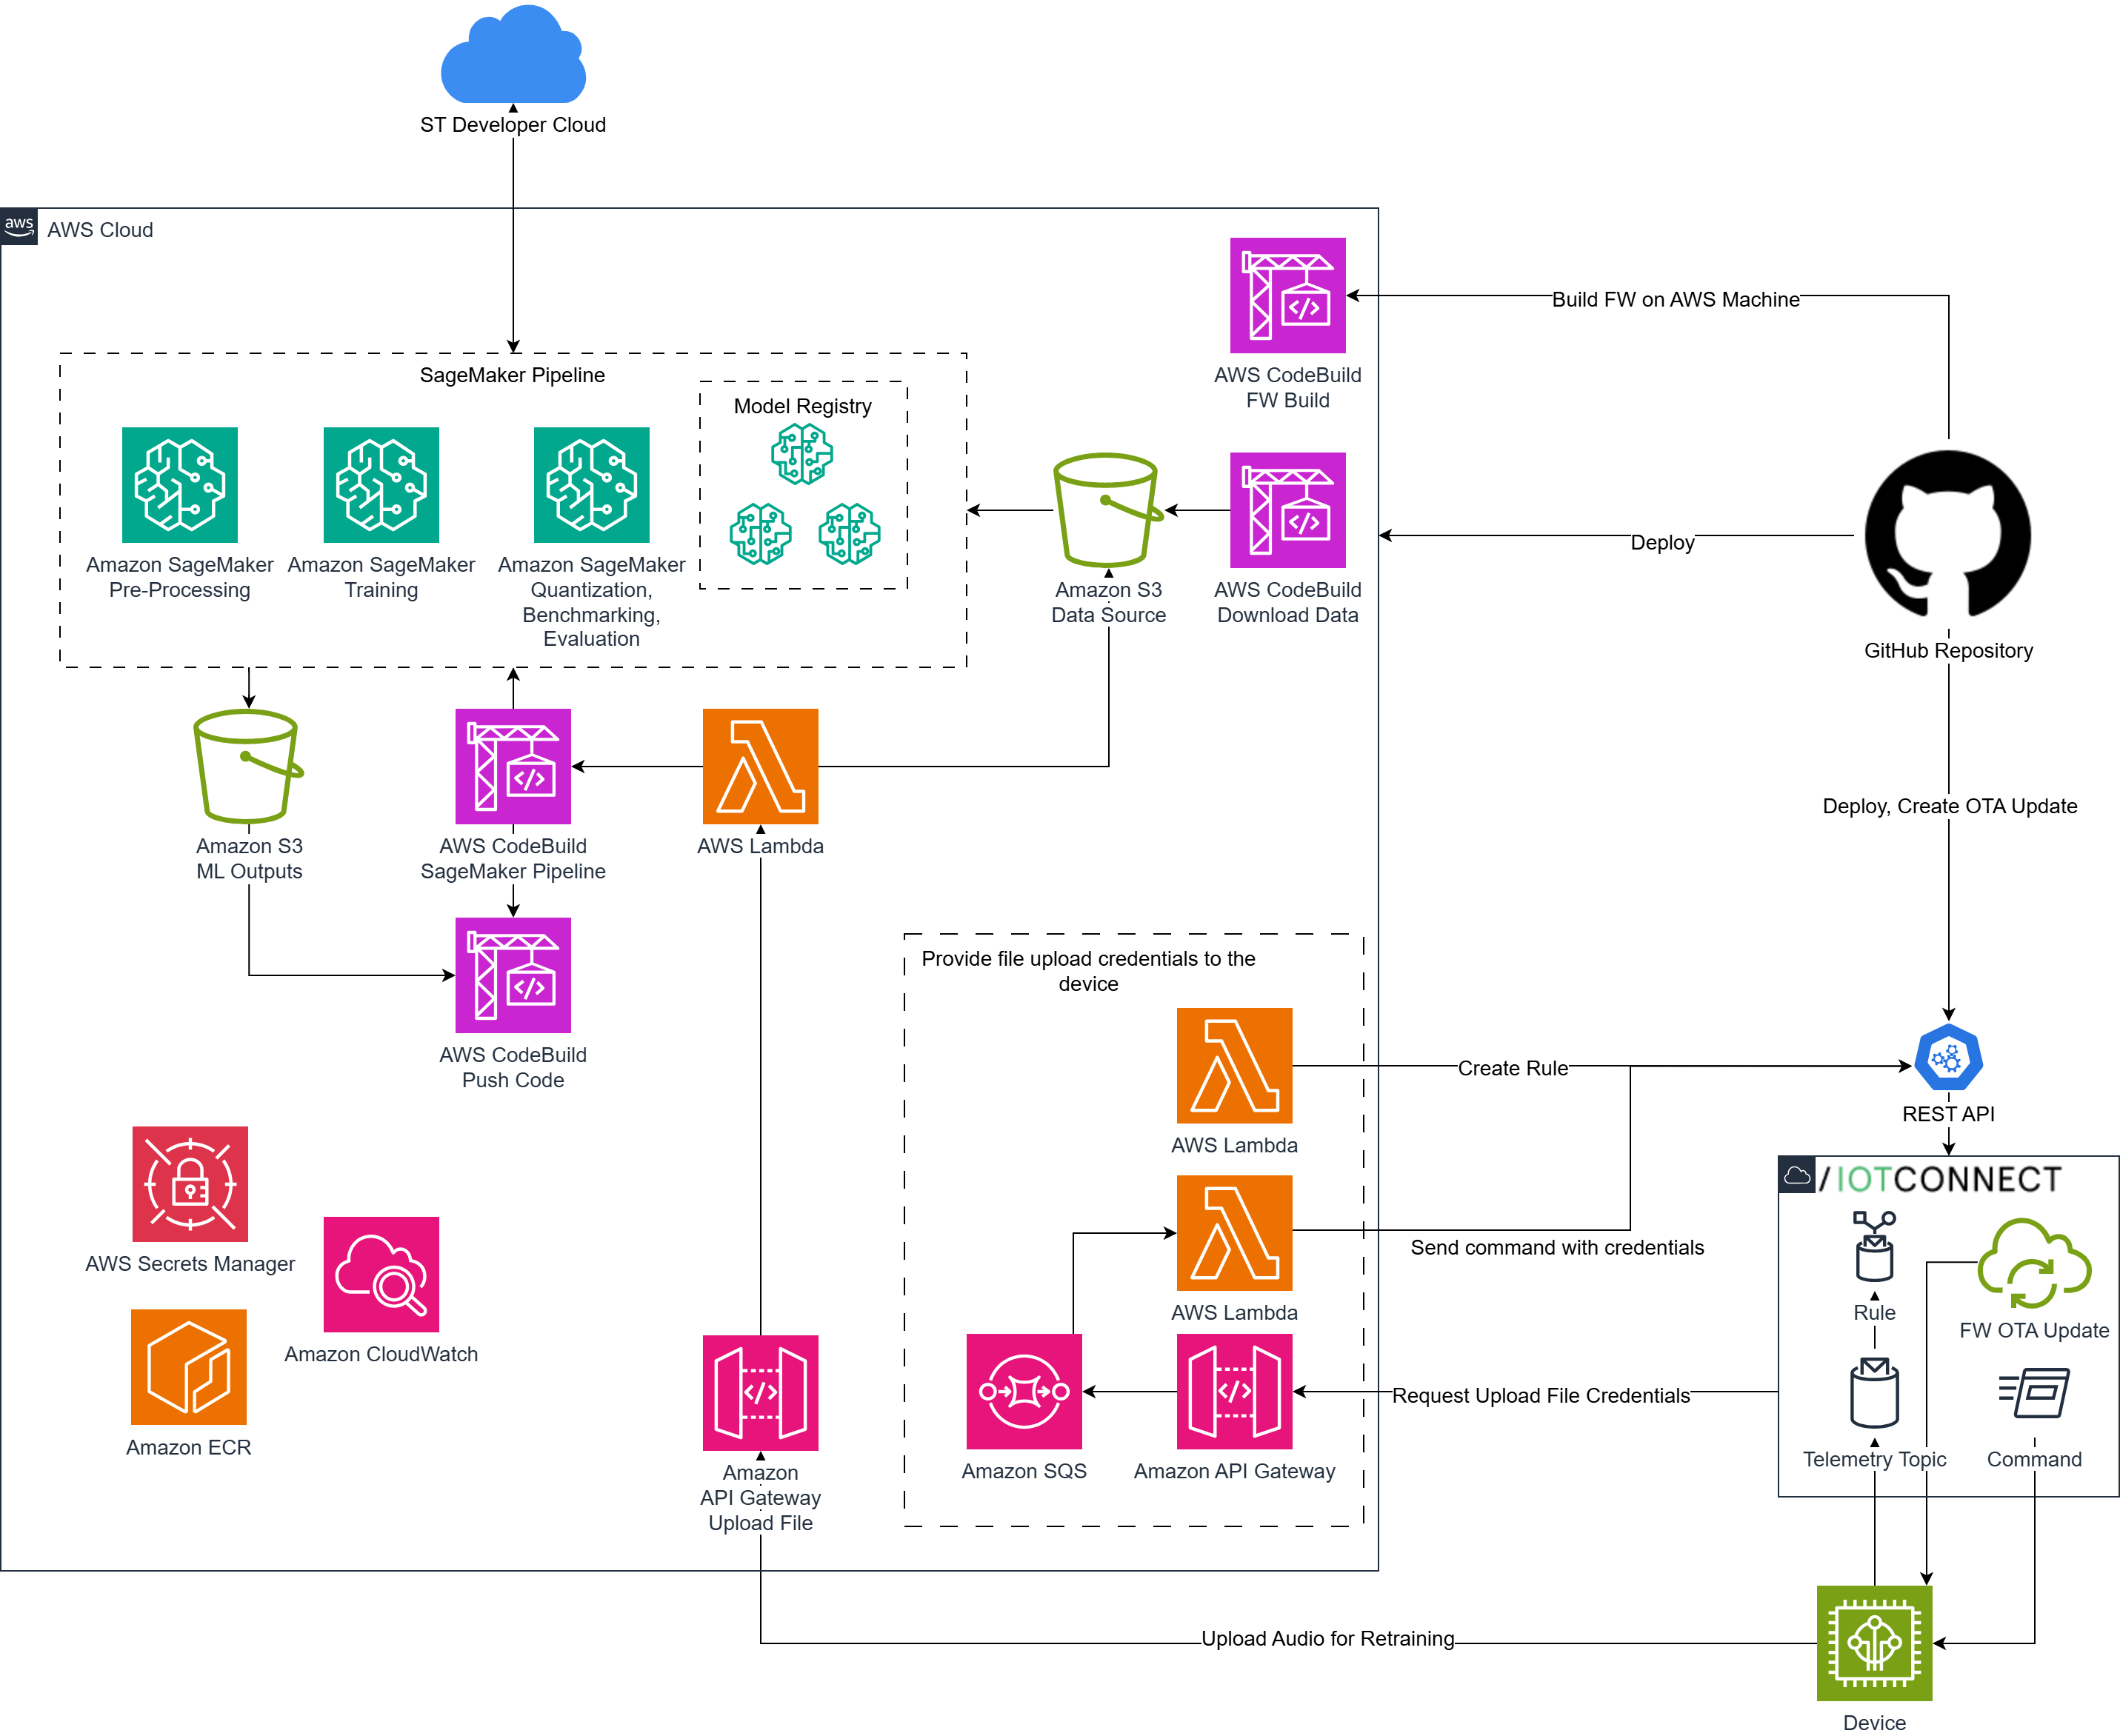 ST Developer Cloud
aws
AWS Cloud
AWS CodeBuild
FW Build
Build FW on AWS Machine
SageMaker Pipeline
Model Registry
Amazon SageMaker
Pre-Processing
Amazon SageMaker
Training
Amazon SageMaker
Quantization,
Benchmarking,
Evaluation
Amazon S3
Data Source
AWS CodeBuild
Download Data
Deploy
GitHub Repository
Deploy, Create OTA Update
Amazon S3
ML Outputs
AWS CodeBuild
SageMaker Pipeline
AWS Lambda
AWS CodeBuild
Push Code
Provide file upload credentials to the
device
AWS Lambda
Create Rule
REST API
AWS Lambda
Send command with credentials
/IOTCONNECT
Rule
FW OTA Update
Telemetry Topic
Command
AWS Secrets Manager
Amazon CloudWatch
Amazon ECR
Amazon
API Gateway
Upload File
Amazon SQS
Amazon API Gateway
Request Upload File Credentials
Upload Audio for Retraining
Device